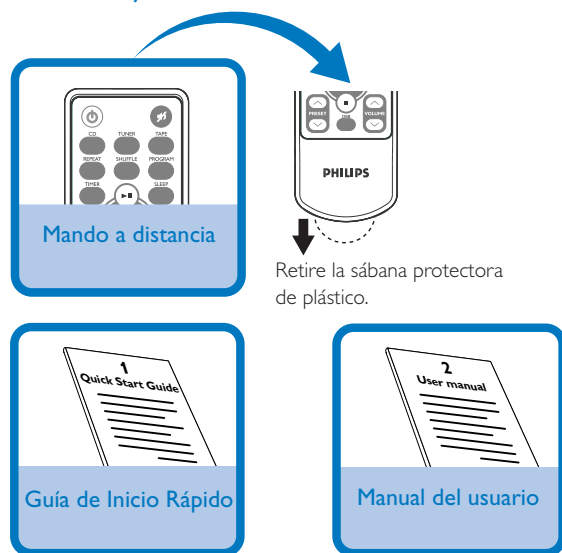 CD TUNER TAPE
REPEAT SHUFFLE PROGRAM
TIMER SLEEP
Mando a distancia
PRESET VOLUME
PHILIPS
Retire la sábana protectora
de plástico.
1
Quick Start Guide
Guía de Inicio Rápido
2
User manual
Manual del usuario